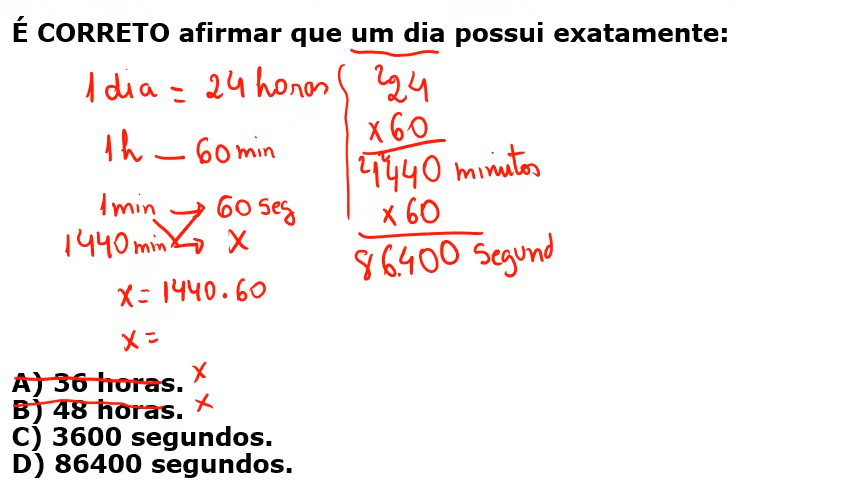 É CORRETO afirmar que um dia possui exatamente:
1 dia = 24 horas
1h — 60 min
1 min → 60 seg
1440 min → x
x = 1440 . 60
x =
2
24
x 60
2 2
1440 minutos
x 60
86.400 Segund
A) 36 horas. x
B) 48 horas. x
C) 3600 segundos.
D) 86400 segundos.